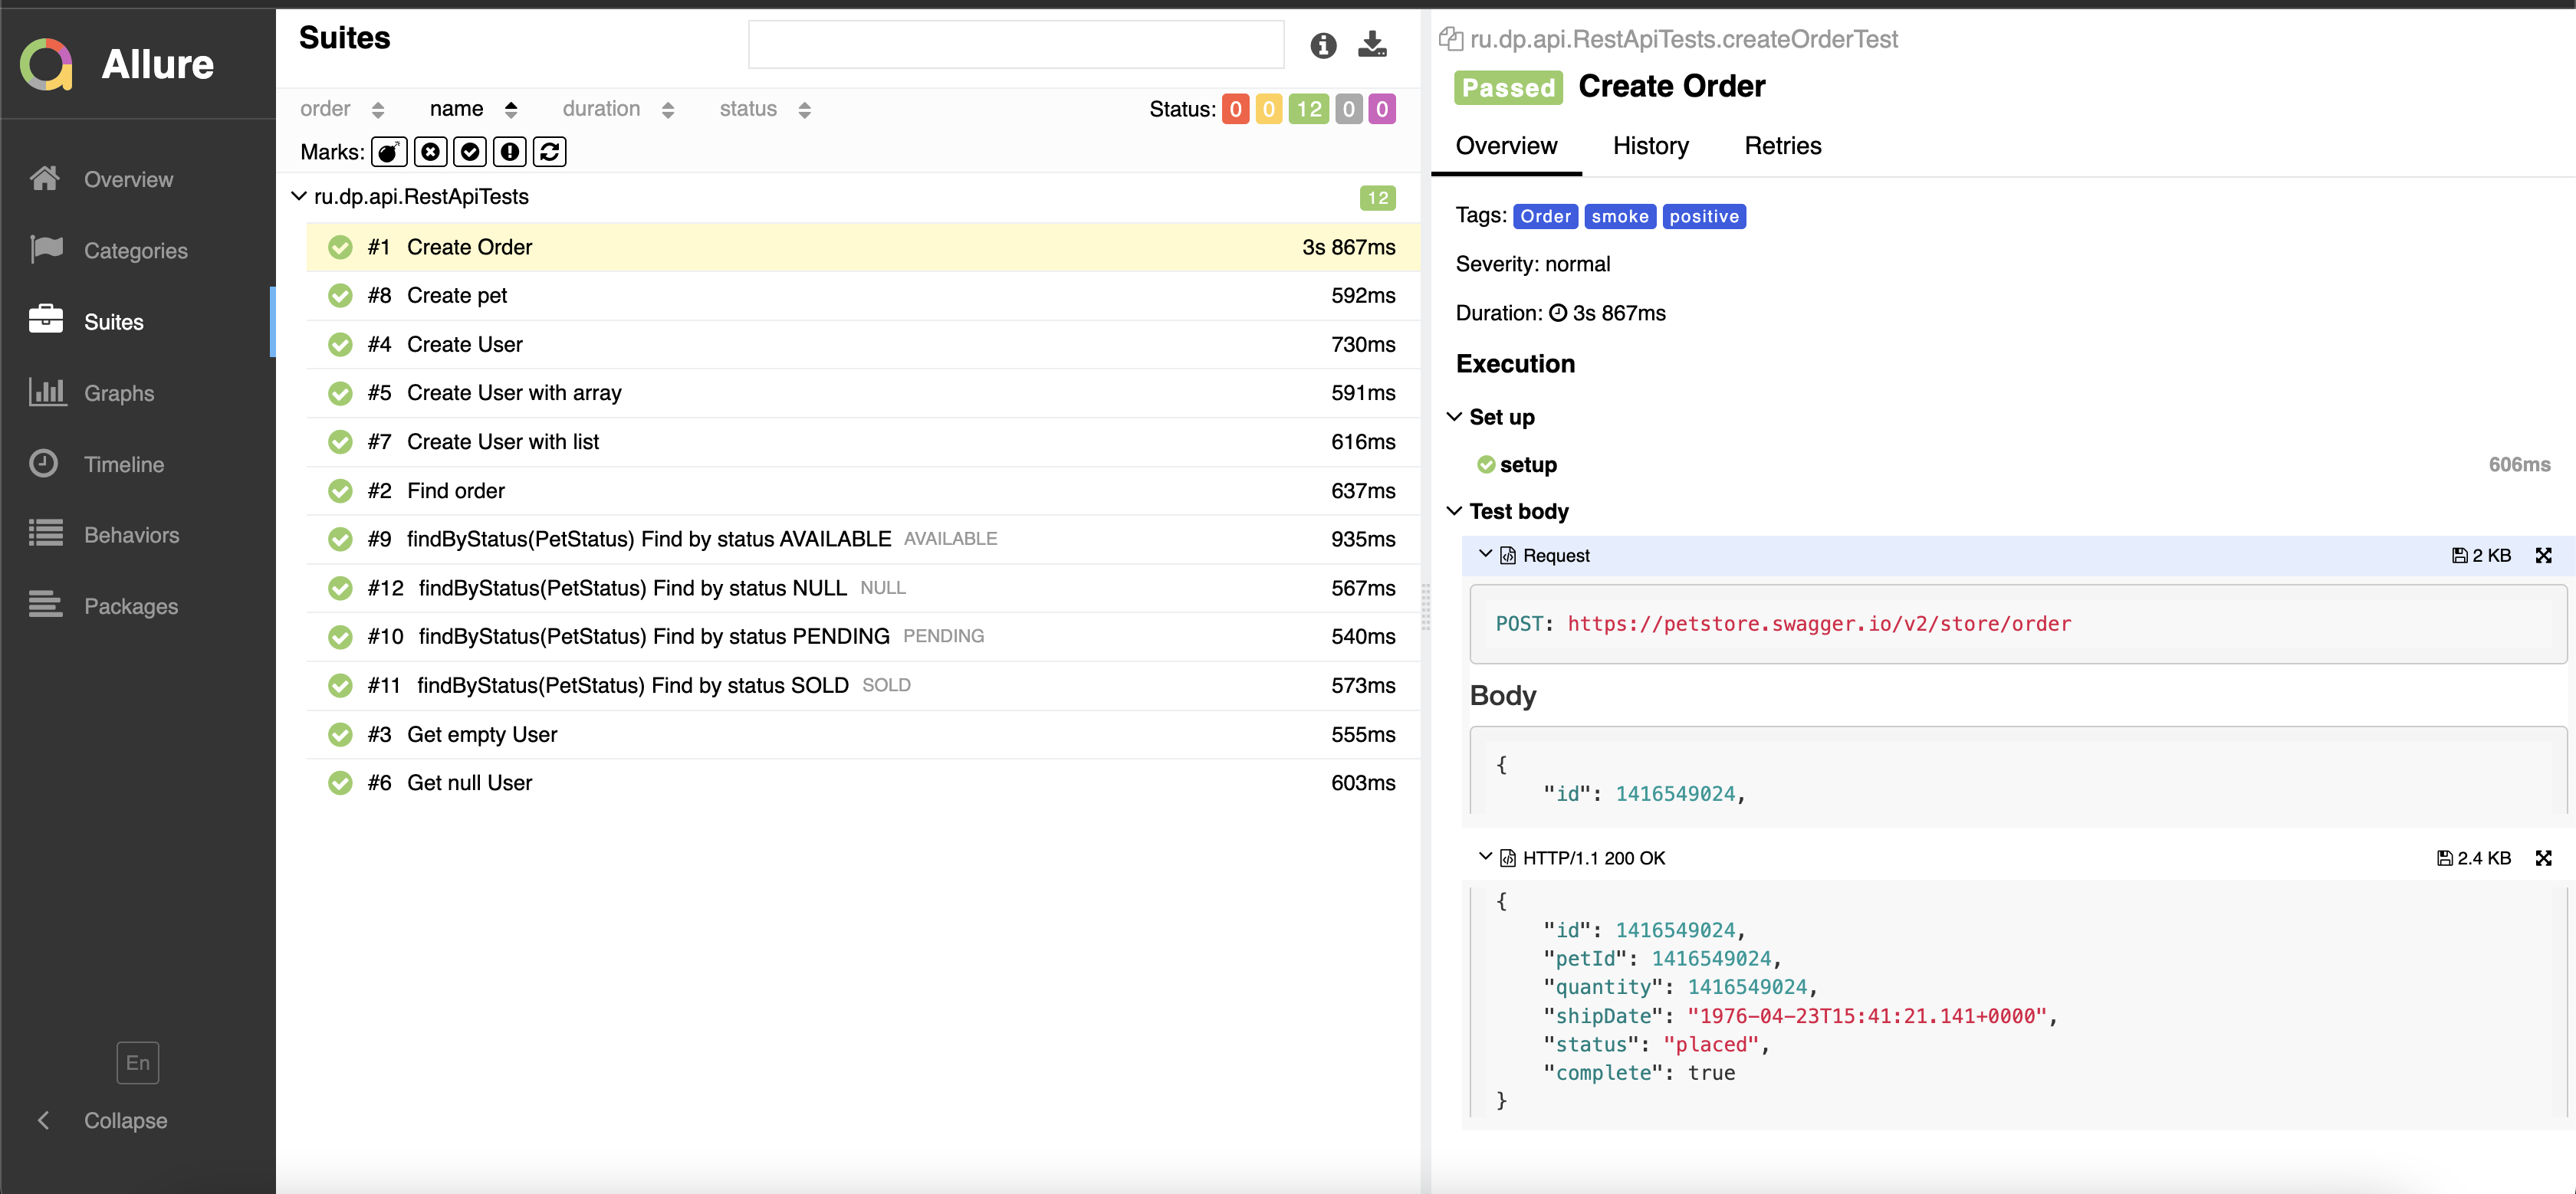 Allure
Overview
Categories
Suites
Graphs
Timeline
Behaviors
Packages
En
Collapse
Suites
order name duration status Status: 0 0 12 0 0
Marks:
ru.dp.api.RestApiTests 12
#1 Create Order 3s 867ms
#8 Create pet 592ms
#4 Create User 730ms
#5 Create User with array 591ms
#7 Create User with list 616ms
#2 Find order 637ms
#9 findByStatus(PetStatus) Find by status AVAILABLE AVAILABLE 935ms
#12 findByStatus(PetStatus) Find by status NULL NULL 567ms
#10 findByStatus(PetStatus) Find by status PENDING PENDING 540ms
#11 findByStatus(PetStatus) Find by status SOLD SOLD 573ms
#3 Get empty User 555ms
#6 Get null User 603ms
ru.dp.api.RestApiTests.createOrderTest
Passed Create Order
Overview History Retries
Tags: Order smoke positive
Severity: normal
Duration: 3s 867ms
Execution
Set up
setup 606ms
Test body
Request 2 KB
POST: https://petstore.swagger.io/v2/store/order
Body
{
"id": 1416549024,
HTTP/1.1 200 OK 2.4 KB
{
"id": 1416549024,
"petId": 1416549024,
"quantity": 1416549024,
"shipDate": "1976-04-23T15:41:21.141+0000",
"status": "placed",
"complete": true
}